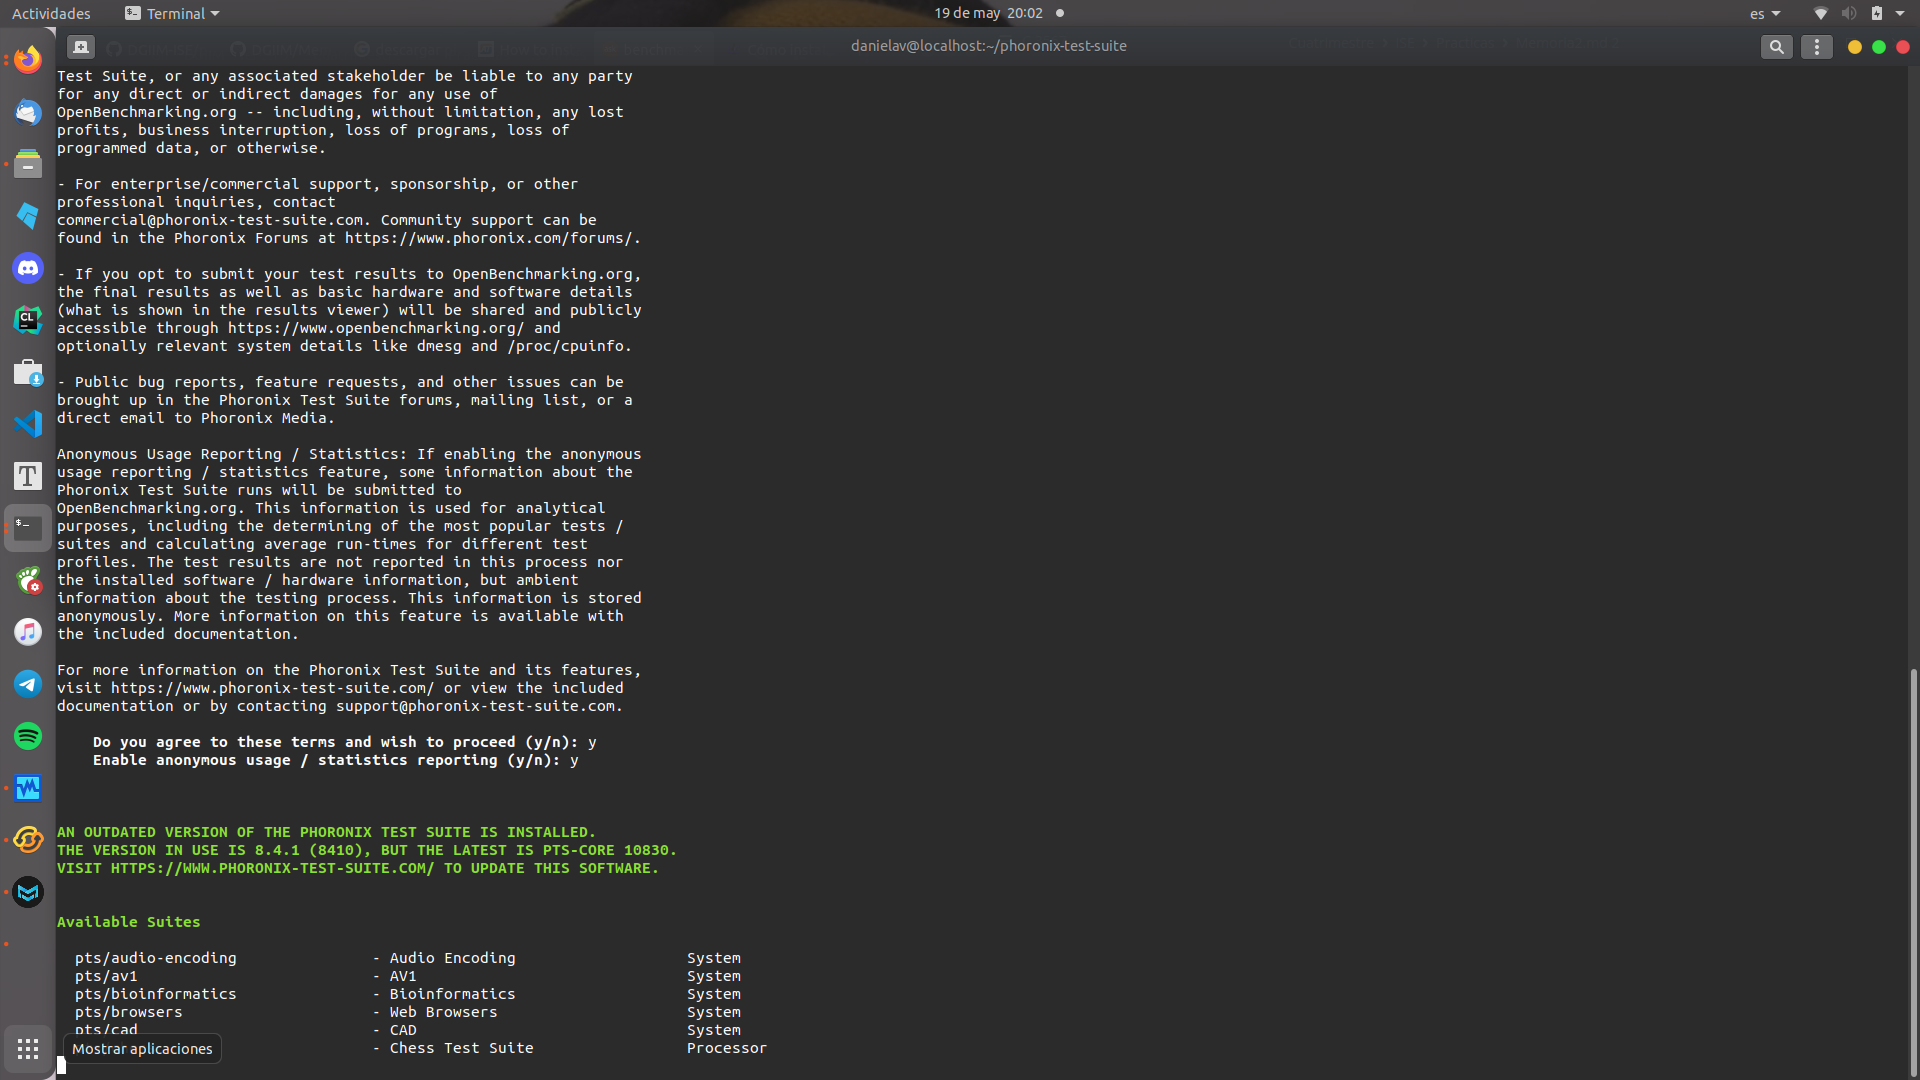 Actividades
Terminal
19 de may 20:02
es
danielav@localhost:~/phoronix-test-suite
Test Suite, or any associated stakeholder be liable to any party
for any direct or indirect damages for any use of
OpenBenchmarking.org -- including, without limitation, any lost
profits, business interruption, loss of programs, loss of
programmed data, or otherwise.
- For enterprise/commercial support, sponsorship, or other
professional inquiries, contact
commercial@phoronix-test-suite.com. Community support can be
found in the Phoronix Forums at https://www.phoronix.com/forums/.
- If you opt to submit your test results to OpenBenchmarking.org,
the final results as well as basic hardware and software details
(what is shown in the results viewer) will be shared and publicly
accessible through https://www.openbenchmarking.org/ and
optionally relevant system details like dmesg and /proc/cpuinfo.
- Public bug reports, feature requests, and other issues can be
brought up in the Phoronix Test Suite forums, mailing list, or a
direct email to Phoronix Media.
Anonymous Usage Reporting / Statistics: If enabling the anonymous
usage reporting / statistics feature, some information about the
Phoronix Test Suite runs will be submitted to
OpenBenchmarking.org. This information is used for analytical
purposes, including the determining of the most popular tests /
suites and calculating average run-times for different test
profiles. The test results are not reported in this process nor
the installed software / hardware information, but ambient
information about the testing process. This information is stored
anonymously. More information on this feature is available with
the included documentation.
For more information on the Phoronix Test Suite and its features,
visit https://www.phoronix-test-suite.com/ or view the included
documentation or by contacting support@phoronix-test-suite.com.
Do you agree to these terms and wish to proceed (y/n): y
Enable anonymous usage / statistics reporting (y/n): y
AN OUTDATED VERSION OF THE PHORONIX TEST SUITE IS INSTALLED.
THE VERSION IN USE IS 8.4.1 (8410), BUT THE LATEST IS PTS-CORE 10830.
VISIT HTTPS://WWW.PHORONIX-TEST-SUITE.COM/ TO UPDATE THIS SOFTWARE.
Available Suites
pts/audio-encoding - Audio Encoding System
pts/av1 - AV1 System
pts/bioinformatics - Bioinformatics System
pts/browsers - Web Browsers System
pts/cad - CAD System
- Chess Test Suite Processor
Mostrar aplicaciones